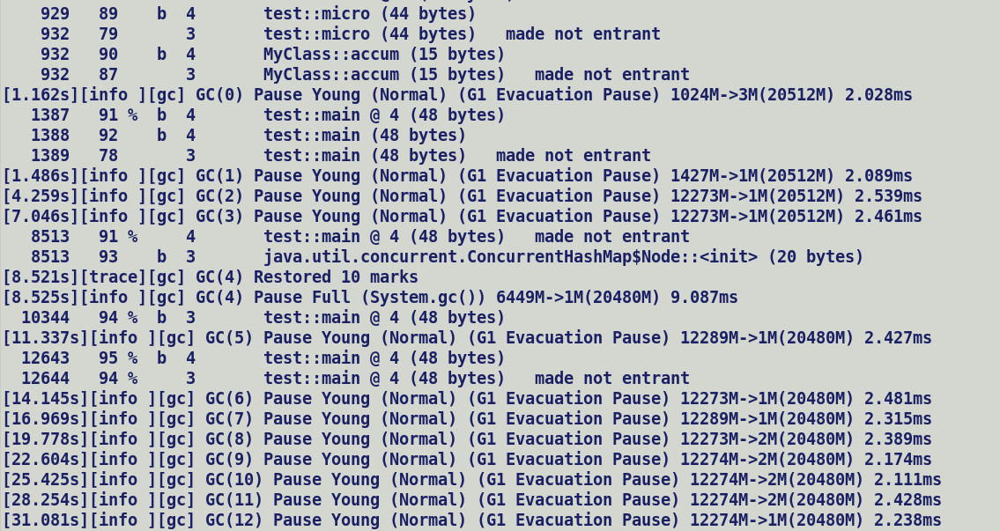 929   89    b  4       test::micro (44 bytes)
932   79       3       test::micro (44 bytes)   made not entrant
932   90    b  4       MyClass::accum (15 bytes)
932   87       3       MyClass::accum (15 bytes)   made not entrant
[1.162s][info ][gc] GC(0) Pause Young (Normal) (G1 Evacuation Pause) 1024M->3M(20512M) 2.028ms
1387   91 %  b  4       test::main @ 4 (48 bytes)
1388   92    b  4       test::main (48 bytes)
1389   78       3       test::main (48 bytes)   made not entrant
[1.486s][info ][gc] GC(1) Pause Young (Normal) (G1 Evacuation Pause) 1427M->1M(20512M) 2.089ms
[4.259s][info ][gc] GC(2) Pause Young (Normal) (G1 Evacuation Pause) 12273M->1M(20512M) 2.539ms
[7.046s][info ][gc] GC(3) Pause Young (Normal) (G1 Evacuation Pause) 12273M->1M(20512M) 2.461ms
8513   91 %     4       test::main @ 4 (48 bytes)   made not entrant
8513   93    b  3       java.util.concurrent.ConcurrentHashMap$Node::<init> (20 bytes)
[8.521s][trace][gc] GC(4) Restored 10 marks
[8.525s][info ][gc] GC(4) Pause Full (System.gc()) 6449M->1M(20480M) 9.087ms
10344   94 %  b  3       test::main @ 4 (48 bytes)
[11.337s][info ][gc] GC(5) Pause Young (Normal) (G1 Evacuation Pause) 12289M->1M(20480M) 2.427ms
12643   95 %  b  4       test::main @ 4 (48 bytes)
12644   94 %     3       test::main @ 4 (48 bytes)   made not entrant
[14.145s][info ][gc] GC(6) Pause Young (Normal) (G1 Evacuation Pause) 12273M->1M(20480M) 2.481ms
[16.969s][info ][gc] GC(7) Pause Young (Normal) (G1 Evacuation Pause) 12289M->1M(20480M) 2.315ms
[19.778s][info ][gc] GC(8) Pause Young (Normal) (G1 Evacuation Pause) 12273M->2M(20480M) 2.389ms
[22.604s][info ][gc] GC(9) Pause Young (Normal) (G1 Evacuation Pause) 12274M->2M(20480M) 2.174ms
[25.425s][info ][gc] GC(10) Pause Young (Normal) (G1 Evacuation Pause) 12274M->2M(20480M) 2.111ms
[28.254s][info ][gc] GC(11) Pause Young (Normal) (G1 Evacuation Pause) 12274M->2M(20480M) 2.428ms
[31.081s][info ][gc] GC(12) Pause Young (Normal) (G1 Evacuation Pause) 12274M->1M(20480M) 2.238ms